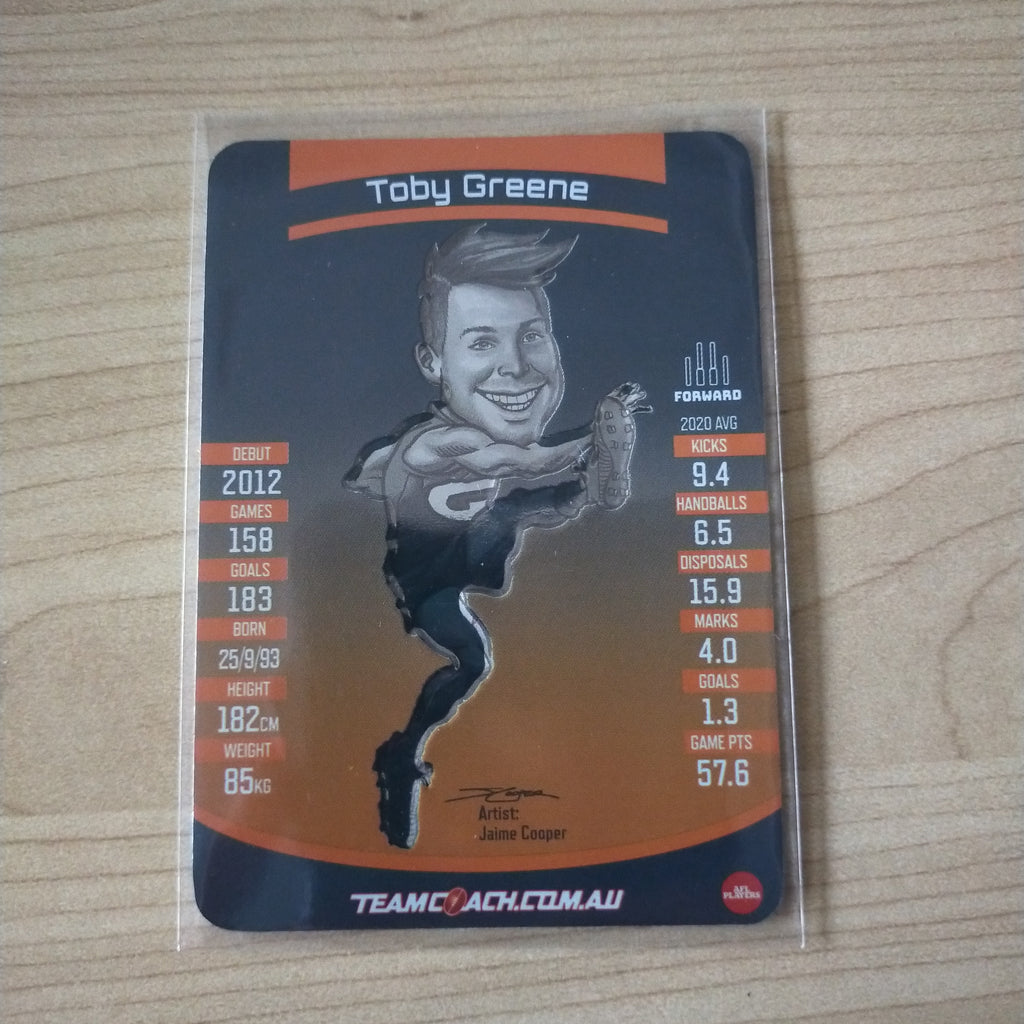 Toby Greene
DEBUT
2012
GAMES
158
GOALS
183
BORN
25/9/93
HEIGHT
182CM
WEIGHT
85KG
G
FORWARD
2020 AVG
KICKS
9.4
HANDBALLS
6.5
DISPOSALS
15.9
MARKS
4.0
GOALS
1.3
GAME PTS
57.6
Artist:
Jaime Cooper
TEAMCOACH.COM.AU
AFL
PLAYERS